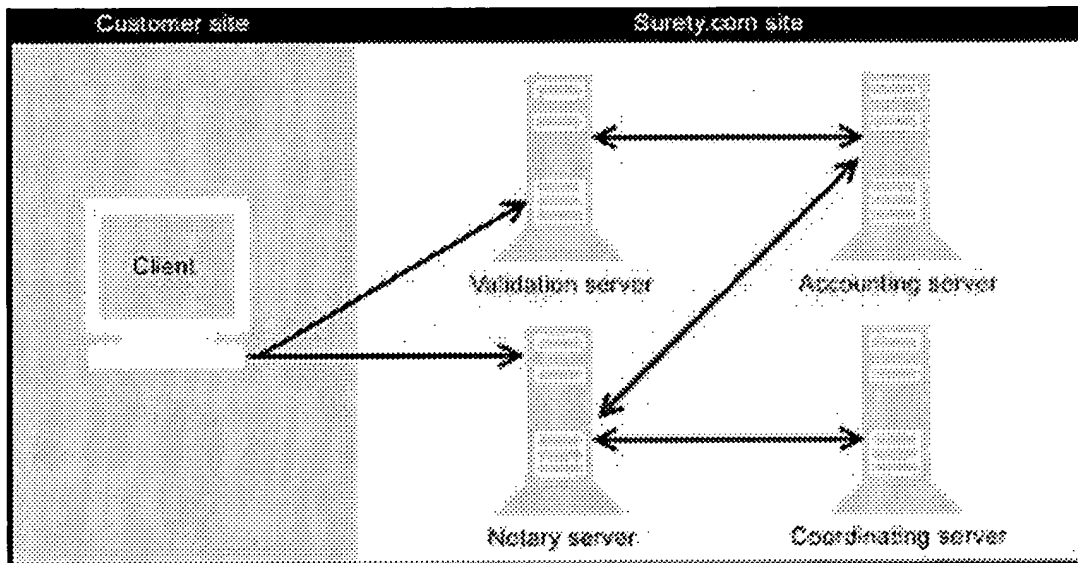 Customer site
Surety.com site
Client
Validation server
Accounting server
Notary server
Coordinating server